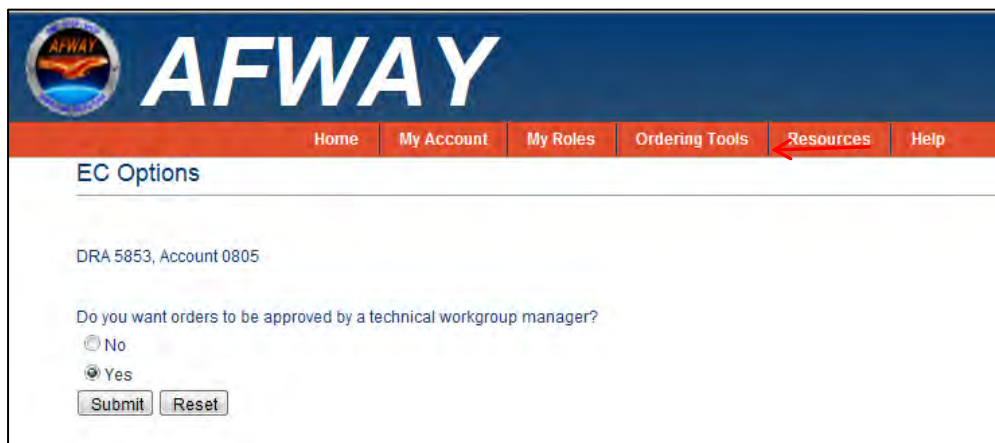 AFWAY
AFWAY
Home My Account My Roles Ordering Tools Resources Help
EC Options
DRA 5853, Account 0805
Do you want orders to be approved by a technical workgroup manager?
No
Yes
Submit Reset